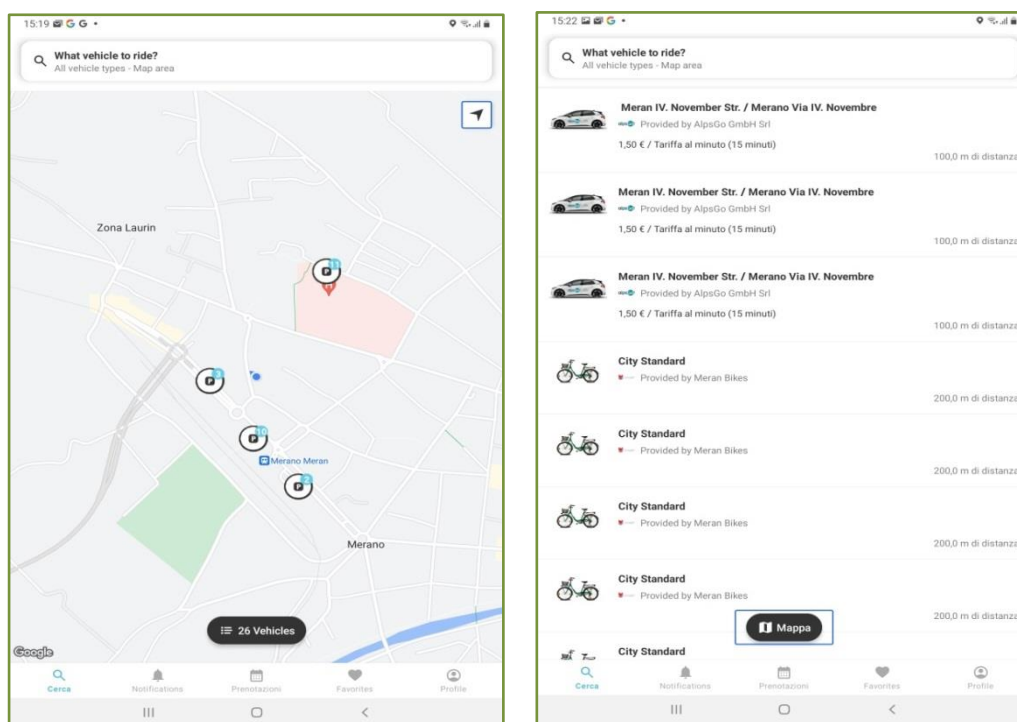 15:19 G G •
What vehicle to ride?
All vehicle types - Map area
Zona Laurin
11
3
10
Merano Meran
2
Merano
26 Vehicles
Google
Cerca
Notifications
Prenotazioni
Favorites
Profile
15:22 G •
What vehicle to ride?
All vehicle types - Map area
Meran IV. November Str. / Merano Via IV. Novembre
Provided by AlpsGo GmbH Srl
1,50 € / Tariffa al minuto (15 minuti)
100,0 m di distanza
Meran IV. November Str. / Merano Via IV. Novembre
Provided by AlpsGo GmbH Srl
1,50 € / Tariffa al minuto (15 minuti)
100,0 m di distanza
Meran IV. November Str. / Merano Via IV. Novembre
Provided by AlpsGo GmbH Srl
1,50 € / Tariffa al minuto (15 minuti)
100,0 m di distanza
City Standard
Provided by Meran Bikes
200,0 m di distanza
City Standard
Provided by Meran Bikes
200,0 m di distanza
City Standard
Provided by Meran Bikes
200,0 m di distanza
City Standard
Provided by Meran Bikes
200,0 m di distanza
Mappa
City Standard
Cerca
Notifications
Prenotazioni
Favorites
Profile